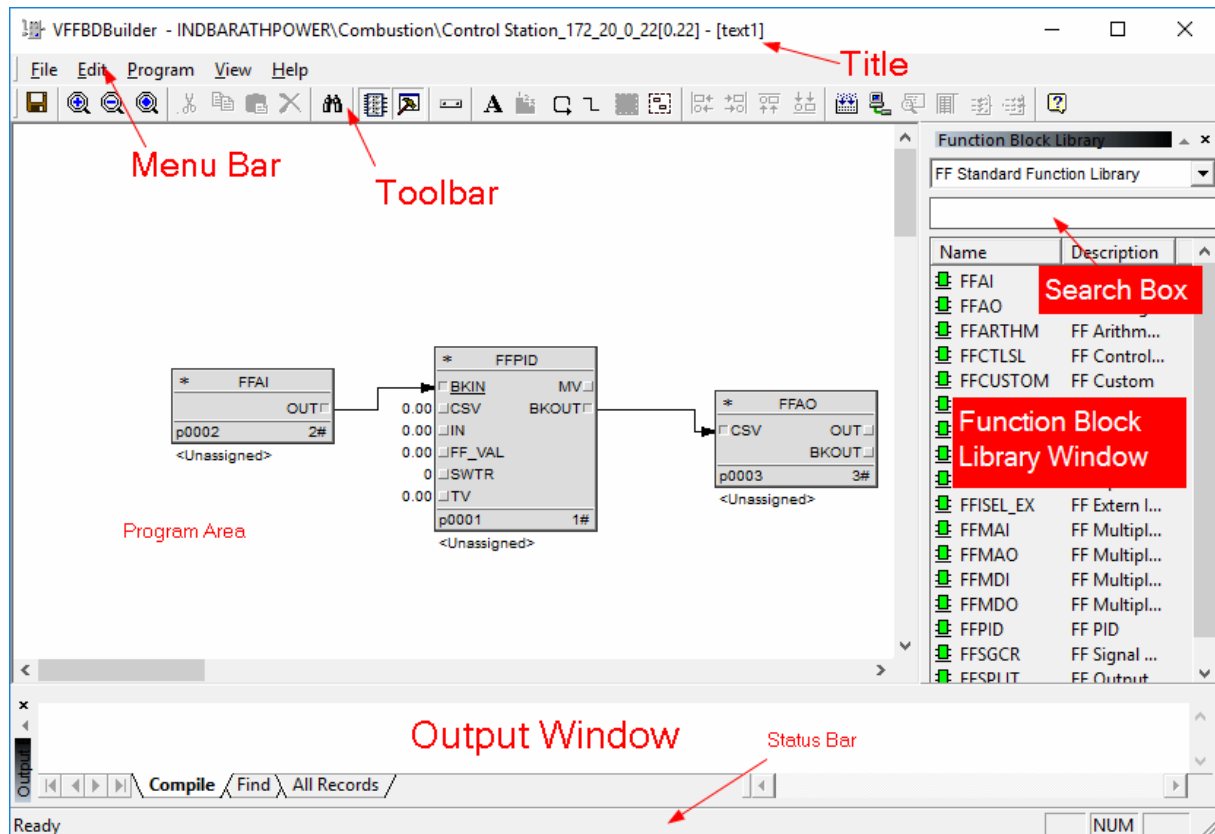 VFFBDBuilder - INDBARATHPOWER\Combustion\Control Station_172_20_0_22[0.22] - [text1]
Title
File Edit Program View Help
Menu Bar
Toolbar
Function Block Library
FF Standard Function Library
Name Description
Search Box
FFAI
FFAO
FFARTHM FF Arithm...
FFCTLSL FF Control...
FFCUSTOM FF Custom
Function Block
Library Window
FFISEL_EX FF Extern I...
FFMAI FF Multipl...
FFMAO FF Multipl...
FFMDI FF Multipl...
FFMDO FF Multipl...
FFPID FF PID
FFSGCR FF Signal ...
FFSPLIT FF Output
* FFAI
OUT
p0002 2#
<Unassigned>
* FFPID
BKIN MV
0.00 CSV BKOUT
0.00 IN
0.00 FF_VAL
0 SWTR
0.00 TV
p0001 1#
<Unassigned>
* FFAO
CSV OUT
BKOUT
p0003 3#
<Unassigned>
Program Area
Output Window
Status Bar
Output
Compile Find All Records
Ready NUM